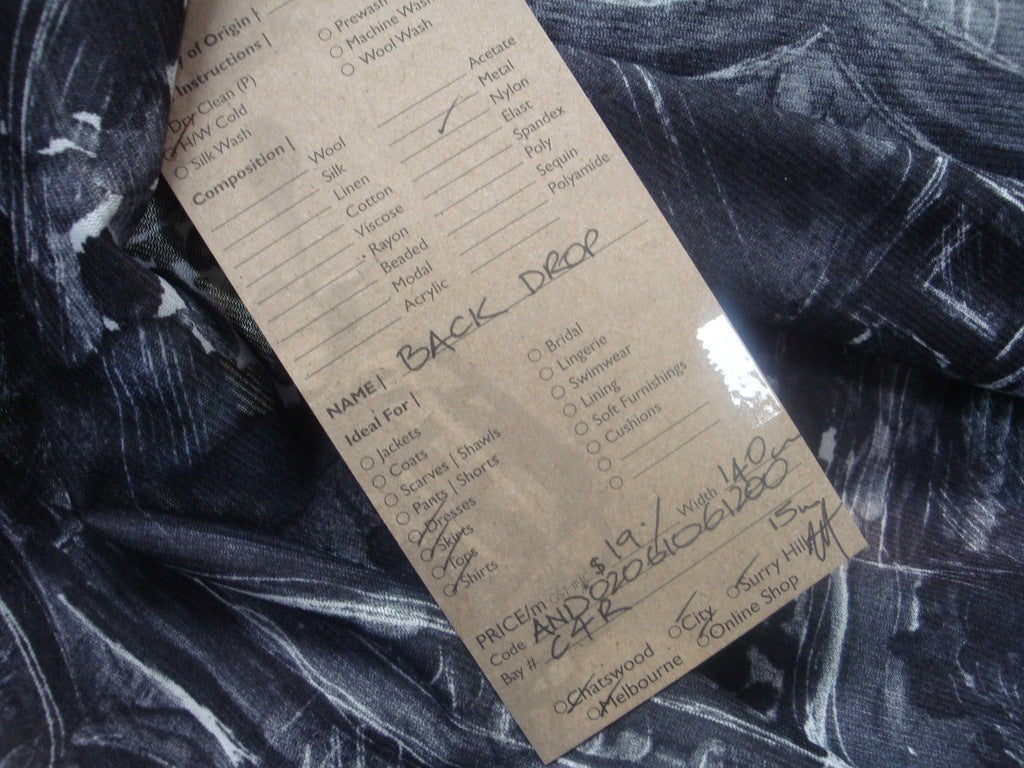 of Origin |
Instructions |
Prewash
Machine Wash
Wool Wash
Dry-Clean (P)
H/W Cold
Silk Wash
Composition |
Wool
Silk
Linen
Cotton
Viscose
Rayon
Beaded
Modal
Acrylic
Acetate
Metal
Nylon
Elast
Spandex
Poly
Sequin
Polyamide
NAME | BACK DROP
Ideal For |
Jackets
Coats
Scarves | Shawls
Pants | Shorts
Dresses
Skirts
Tops
Shirts
Bridal
Lingerie
Swimwear
Lining
Soft Furnishings
Cushions
PRICE/m GST INC $ 19 Width 140cm
Code AND02061061200
Bay # C4R 15m
Chatswood City Surry Hill
Melbourne Online Shop